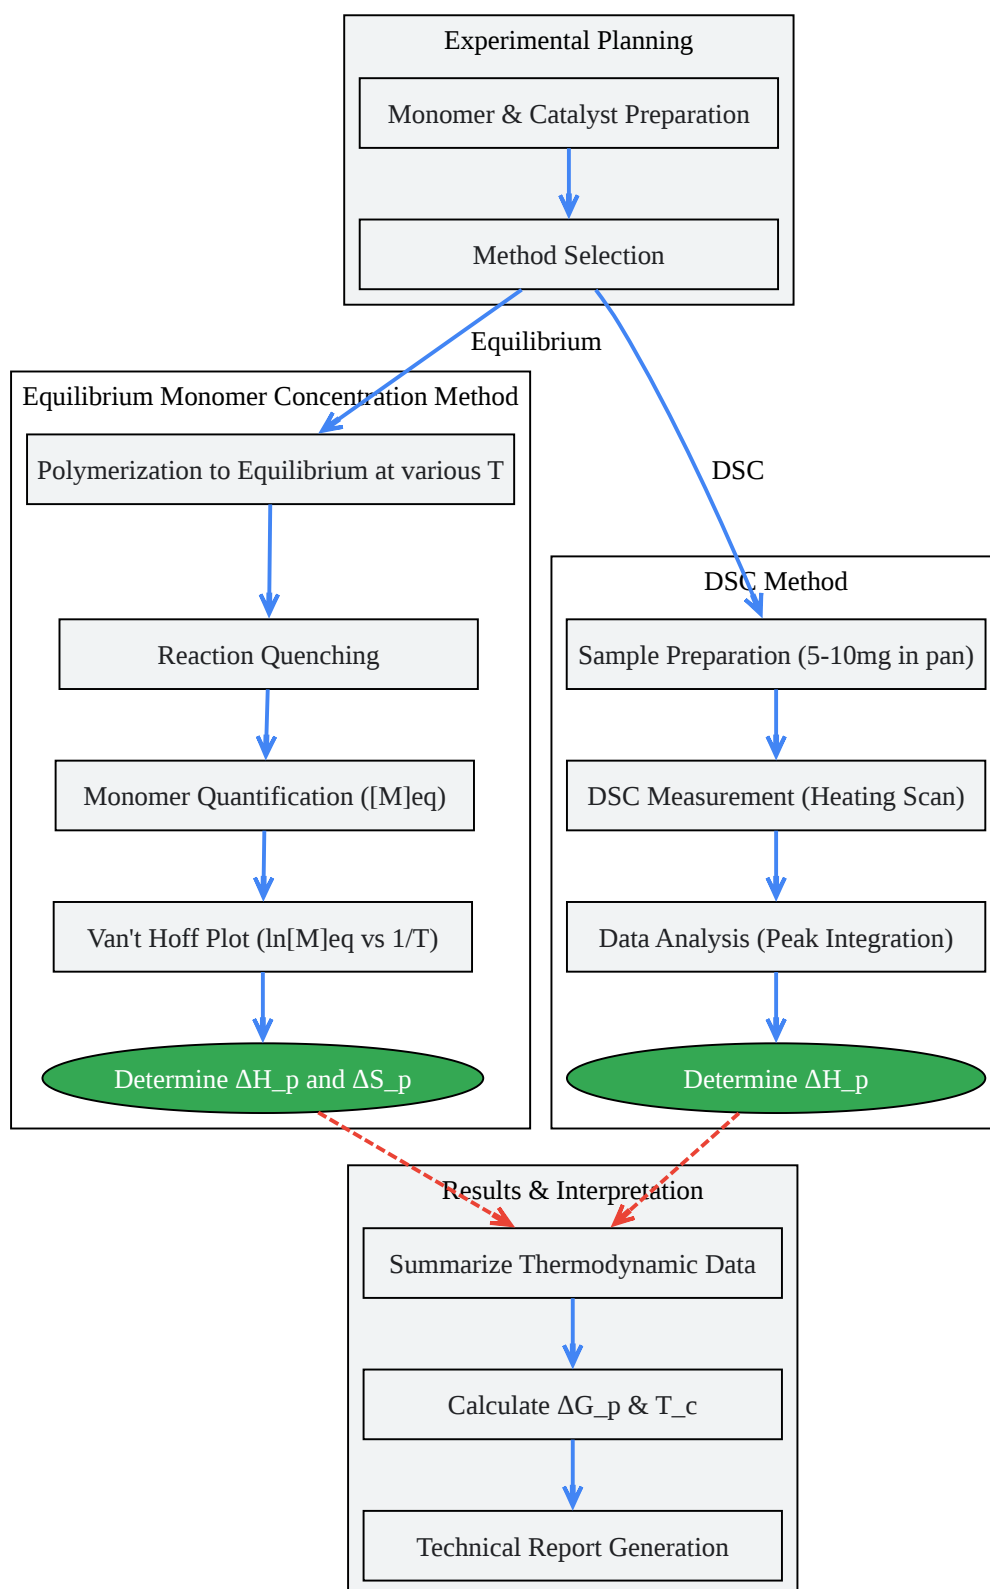 Experimental Planning
Monomer & Catalyst Preparation
Method Selection
Equilibrium
DSC
Equilibrium Monomer Concentration Method
Polymerization to Equilibrium at various T
Reaction Quenching
Monomer Quantification ([M]eq)
Van't Hoff Plot (ln[M]eq vs 1/T)
Determine ΔH_p and ΔS_p
DSC Method
Sample Preparation (5-10mg in pan)
DSC Measurement (Heating Scan)
Data Analysis (Peak Integration)
Determine ΔH_p
Results & Interpretation
Summarize Thermodynamic Data
Calculate ΔG_p & T_c
Technical Report Generation